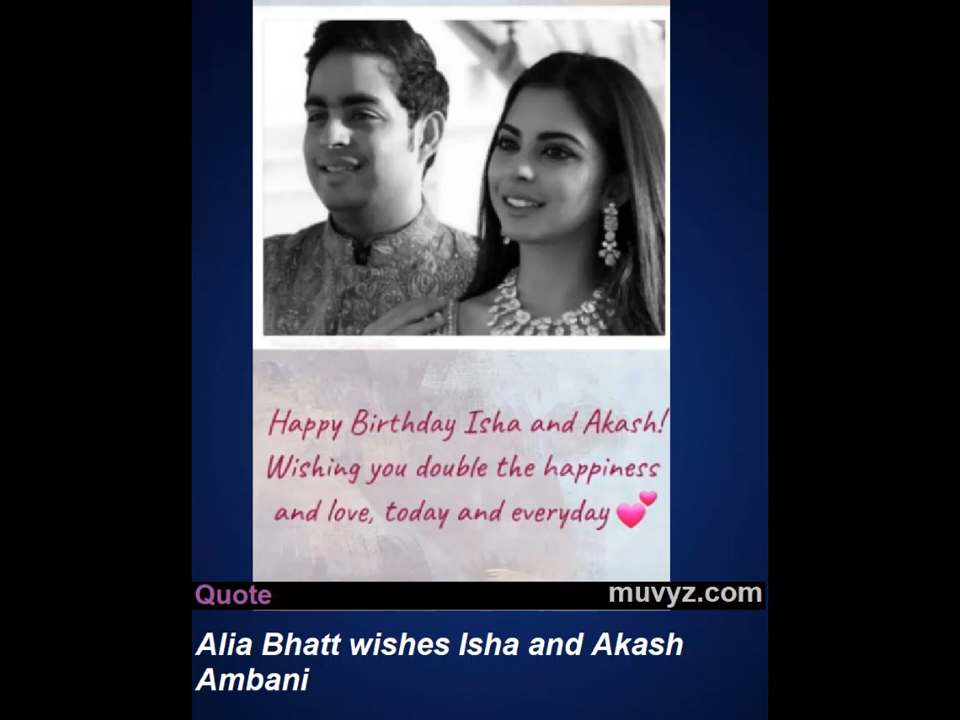 Happy Birthday Isha and Akash!
Wishing you double the happiness
and love, today and everyday 💕
Quote
muvyz.com
Alia Bhatt wishes Isha and Akash
Ambani